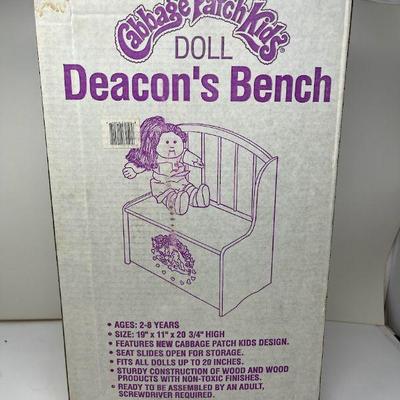 Cabbage Patch Kids®
DOLL
Deacon's Bench
• AGES: 2-8 YEARS
• SIZE: 19" x 11" x 20 3/4" HIGH
• FEATURES NEW CABBAGE PATCH KIDS DESIGN.
• SEAT SLIDES OPEN FOR STORAGE.
• FITS ALL DOLLS UP TO 20 INCHES.
• STURDY CONSTRUCTION OF WOOD AND WOOD
PRODUCTS WITH NON-TOXIC FINISHES.
• READY TO BE ASSEMBLED BY AN ADULT,
SCREWDRIVER REQUIRED.